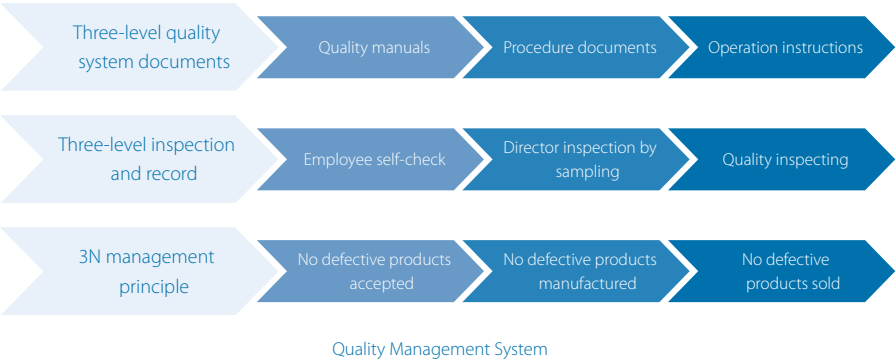 Three-level quality
system documents
Quality manuals
Procedure documents
Operation instructions
Three-level inspection
and record
Employee self-check
Director inspection by
sampling
Quality inspecting
3N management
principle
No defective products
accepted
No defective products
manufactured
No defective
products sold
Quality Management System